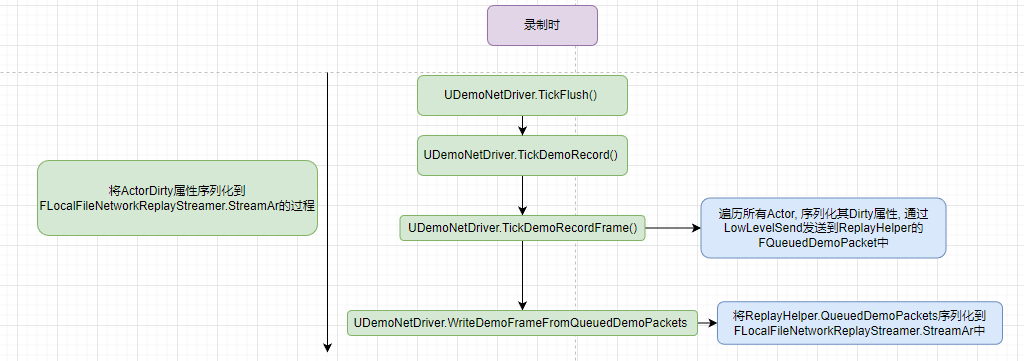 录制时
UDemoNetDriver.TickFlush()
UDemoNetDriver.TickDemoRecord()
将ActorDirty属性序列化到
FLocalFileNetworkReplayStreamer.StreamAr的过程
UDemoNetDriver.TickDemoRecordFrame()
遍历所有Actor, 序列化其Dirty属性, 通过
LowLevelSend发送到ReplayHelper的
FQueuedDemoPacket中
UDemoNetDriver.WriteDemoFrameFromQueuedDemoPackets
将ReplayHelper.QueuedDemoPackets序列化到
FLocalFileNetworkReplayStreamer.StreamAr中